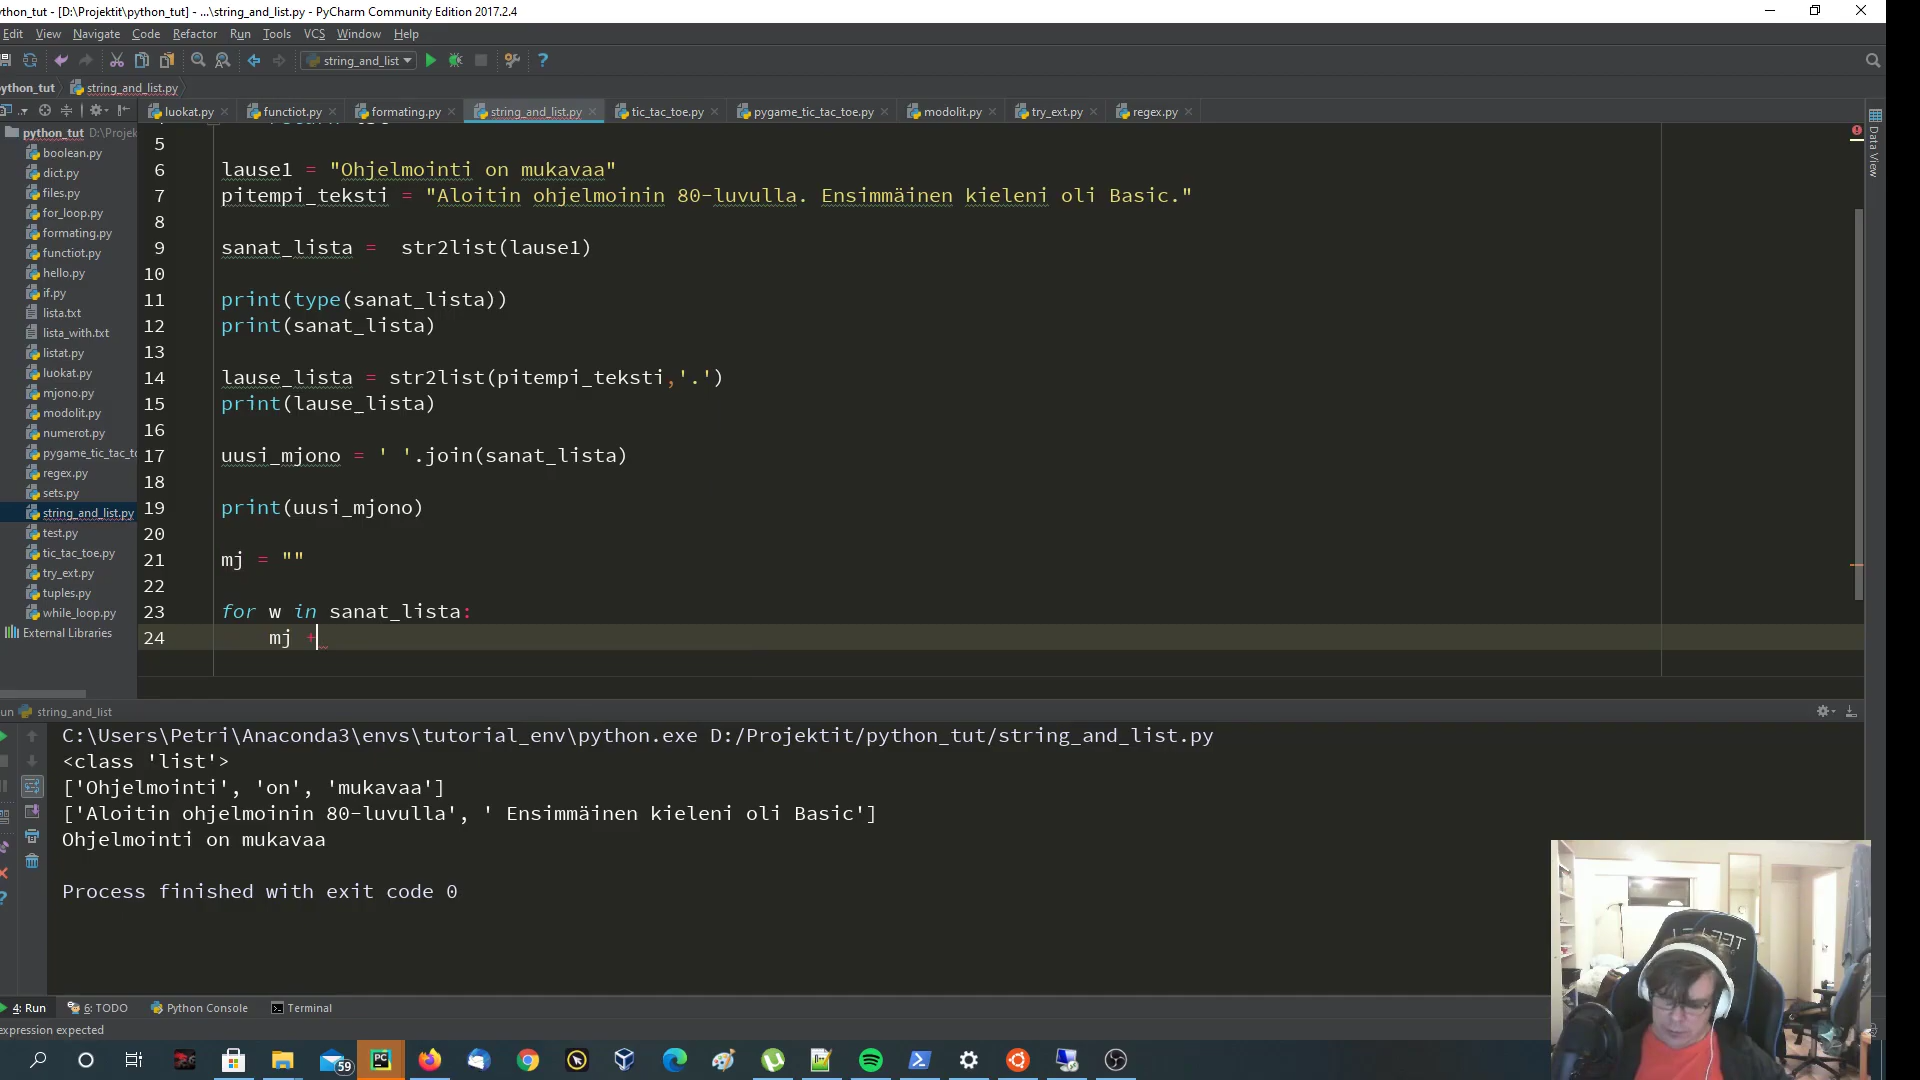 ython_tut - [D:\Projektit\python_tut] - ...\string_and_list.py - PyCharm Community Edition 2017.2.4
Edit View Navigate Code Refactor Run Tools VCS Window Help
string_and_list
ython_tut string_and_list.py
luokat.py functiot.py formating.py string_and_list.py tic_tac_toe.py pygame_tic_tac_toe.py modolit.py try_ext.py regex.py
python_tut D:\Projek
boolean.py
dict.py
files.py
for_loop.py
formating.py
functiot.py
hello.py
if.py
lista.txt
lista_with.txt
listat.py
luokat.py
mjono.py
modolit.py
numerot.py
pygame_tic_tac_to
regex.py
sets.py
string_and_list.py
test.py
tic_tac_toe.py
try_ext.py
tuples.py
while_loop.py
External Libraries
5
6 lause1 = "Ohjelmointi on mukavaa"
7 pitempi_teksti = "Aloitin ohjelmoinin 80-luvulla. Ensimmäinen kieleni oli Basic."
8
9 sanat_lista =  str2list(lause1)
10
11 print(type(sanat_lista))
12 print(sanat_lista)
13
14 lause_lista = str2list(pitempi_teksti,'.')
15 print(lause_lista)
16
17 uusi_mjono = ' '.join(sanat_lista)
18
19 print(uusi_mjono)
20
21 mj = ""
22
23 for w in sanat_lista:
24     mj +
Data View
un string_and_list
C:\Users\Petri\Anaconda3\envs\tutorial_env\python.exe D:/Projektit/python_tut/string_and_list.py
<class 'list'>
['Ohjelmointi', 'on', 'mukavaa']
['Aloitin ohjelmoinin 80-luvulla', ' Ensimmäinen kieleni oli Basic']
Ohjelmointi on mukavaa
Process finished with exit code 0
4: Run 6: TODO Python Console Terminal
expression expected
59
PC